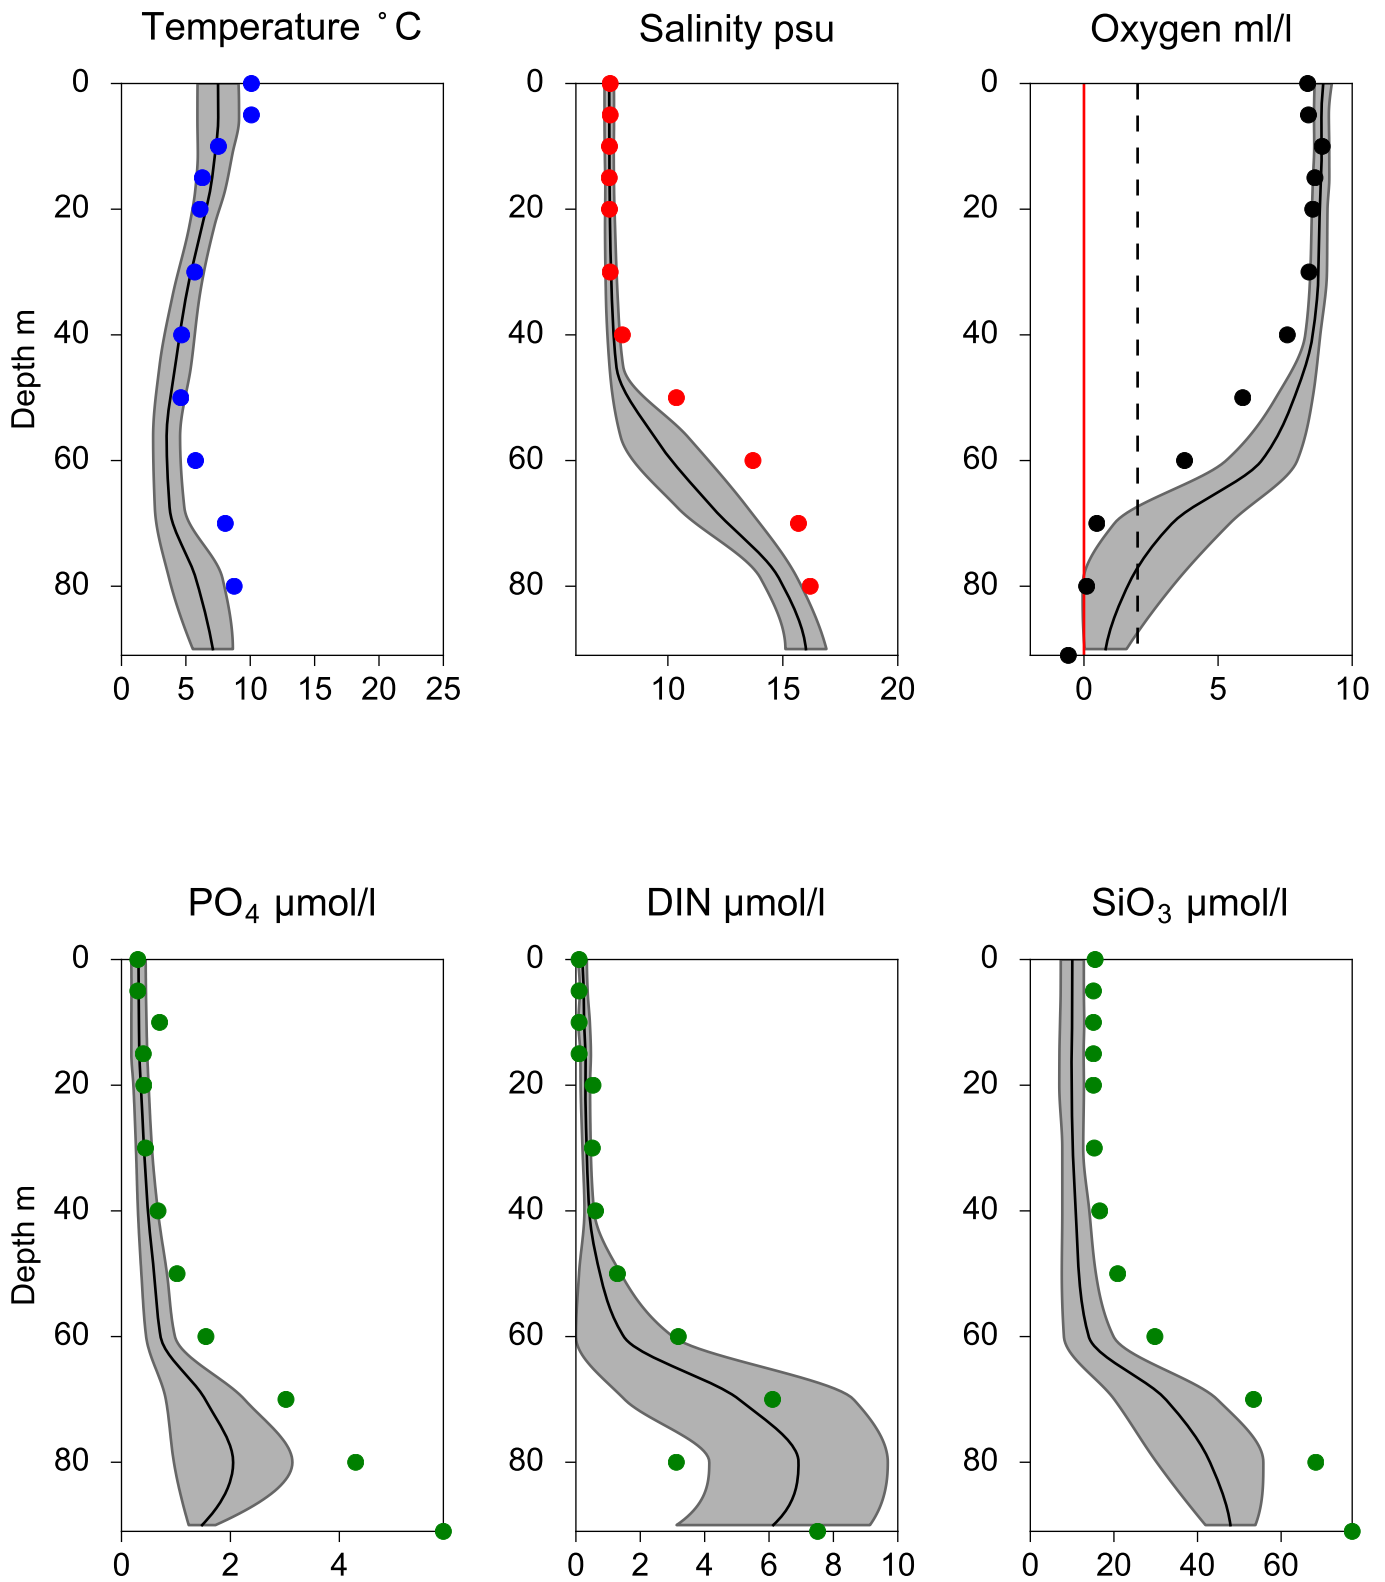 Temperature °C
Salinity psu
Oxygen ml/l
0
20
40
60
80
Depth m
0 5 10 15 20 25
0
20
40
60
80
10 15 20
0
20
40
60
80
0 5 10
PO₄ µmol/l
DIN µmol/l
SiO₃ µmol/l
0
20
40
60
80
Depth m
0 2 4
0
20
40
60
80
0 2 4 6 8 10
0
20
40
60
80
0 20 40 60